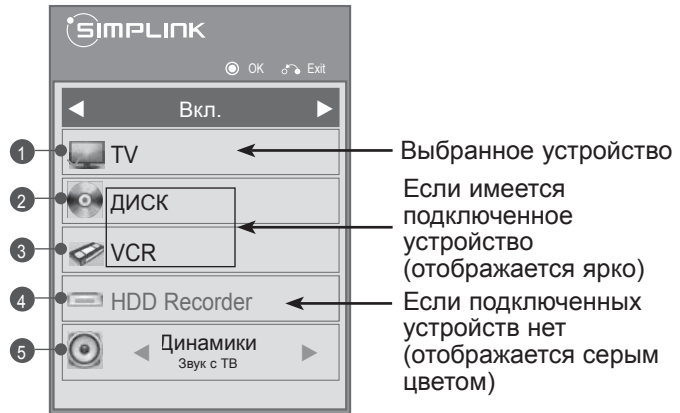 SIMPLINK
OK Exit
Вкл.
1 TV
2 ДИСК
3 VCR
4 HDD Recorder
5 Динамики
Звук с ТВ
Выбранное устройство
Если имеется
подключенное
устройство
(отображается ярко)
Если подключенных
устройств нет
(отображается серым
цветом)